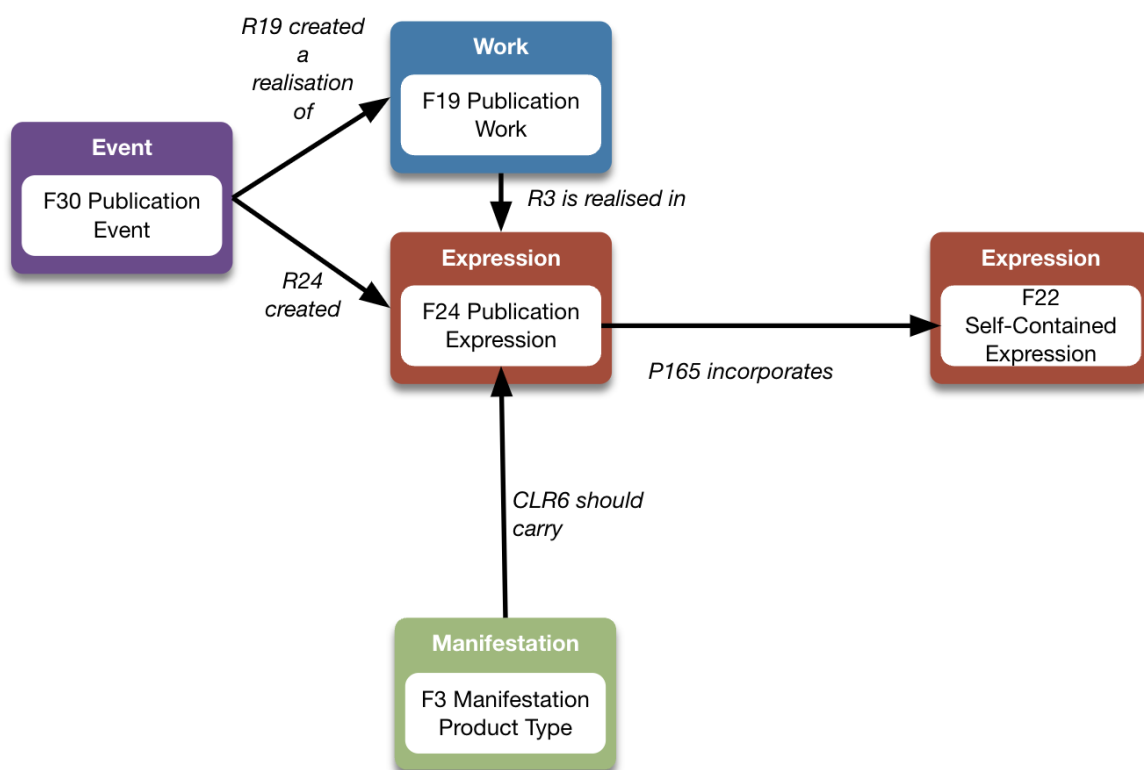 R19 created
a
realisation
of
Work
F19 Publication
Work
Event
F30 Publication
Event
R3 is realised in
R24
created
Expression
F24 Publication
Expression
Expression
F22
Self-Contained
Expression
P165 incorporates
CLR6 should
carry
Manifestation
F3 Manifestation
Product Type